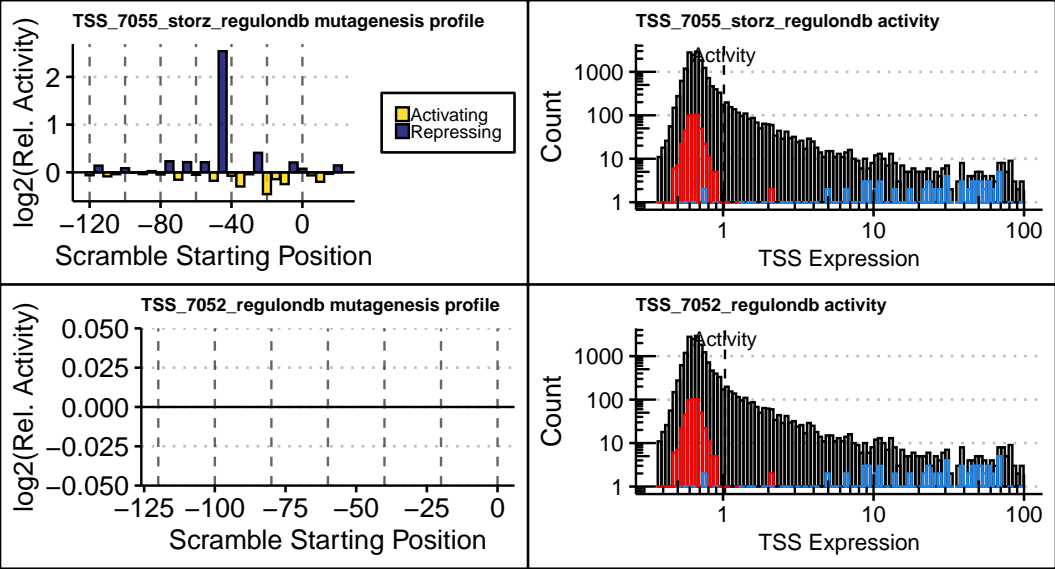 TSS_7055_storz_regulondb mutagenesis profile
log2(Rel. Activity)
2
1
0
−120 −80 −40 0
Scramble Starting Position
Activating
Repressing
TSS_7055_storz_regulondb activity
Activity
Count
1000
100
10
1
1 10 100
TSS Expression
TSS_7052_regulondb mutagenesis profile
log2(Rel. Activity)
0.050
0.025
0.000
−0.025
−0.050
−125 −100 −75 −50 −25 0
Scramble Starting Position
TSS_7052_regulondb activity
Activity
Count
1000
100
10
1
1 10 100
TSS Expression